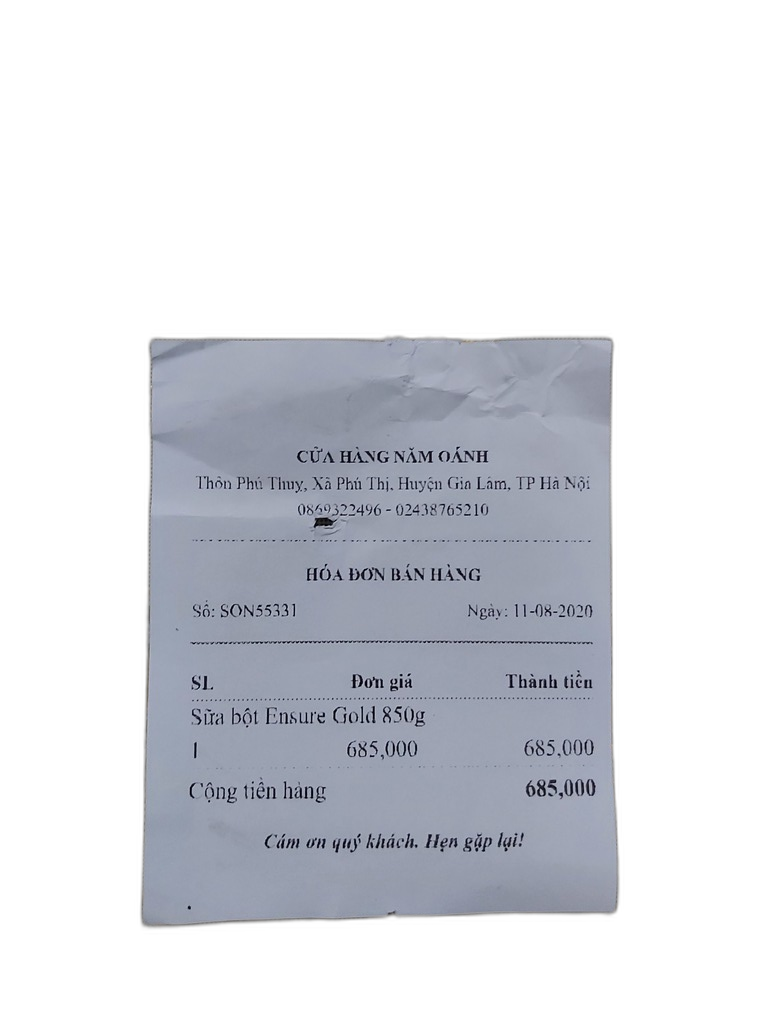 CỬA HÀNG NĂM OÁNH
Thôn Phú Thuỵ, Xã Phú Thị, Huyện Gia Lâm, TP Hà Nội
0869322496 - 02438765210
HÓA ĐƠN BÁN HÀNG
Số: SON55331 Ngày: 11-08-2020
SL Đơn giá Thành tiền
Sữa bột Ensure Gold 850g
1 685,000 685,000
Cộng tiền hàng 685,000
Cám ơn quý khách. Hẹn gặp lại!